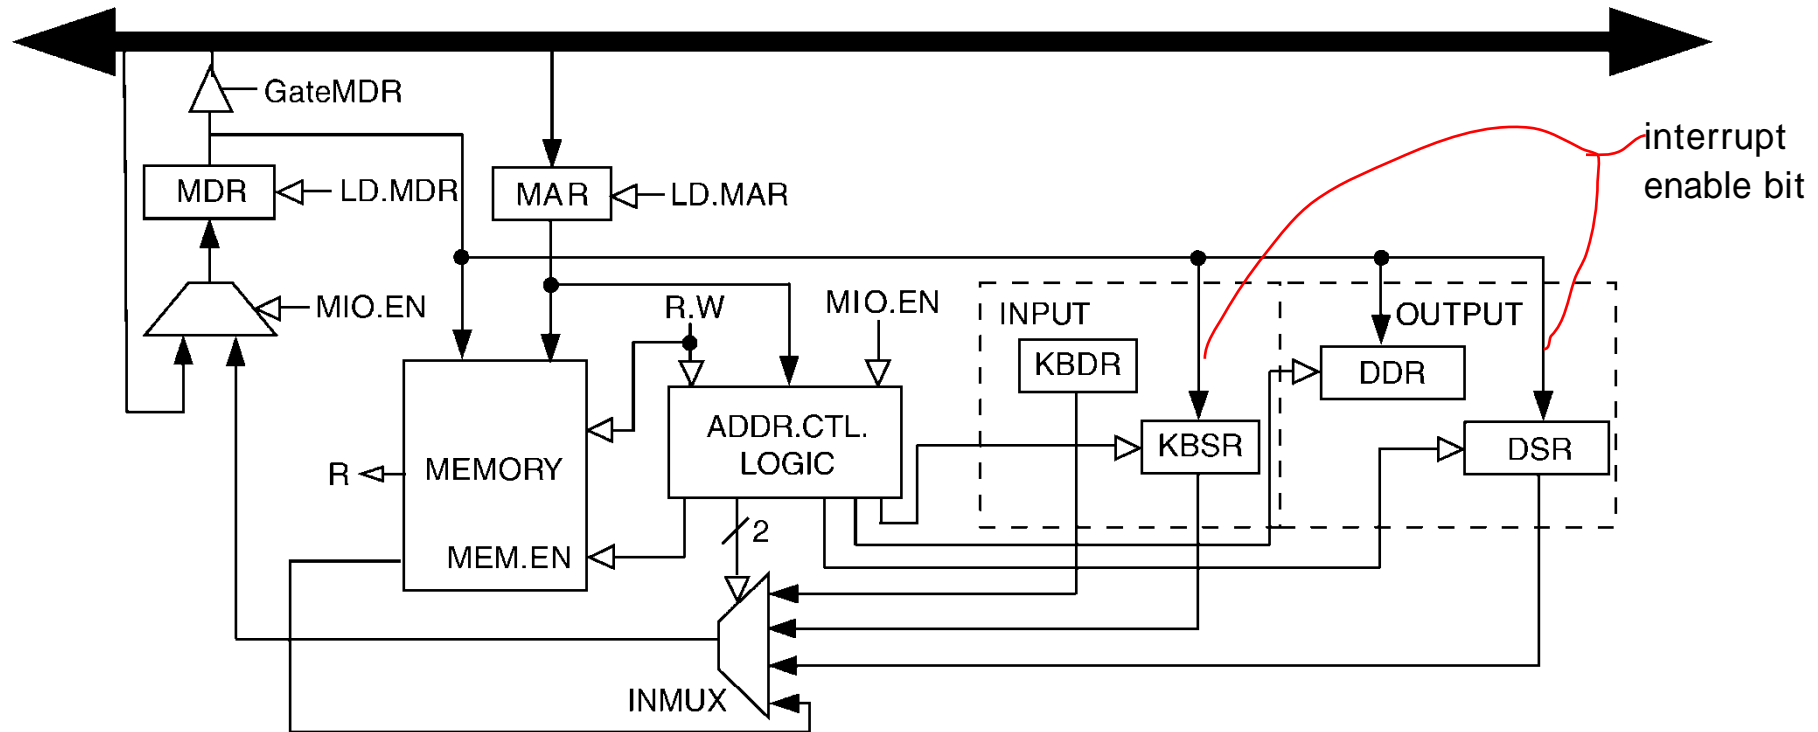 GateMDR
interrupt
enable bit
MDR
LD.MDR
MAR
LD.MAR
MIO.EN
R.W
MIO.EN
INPUT
OUTPUT
KBDR
DDR
ADDR.CTL.
LOGIC
KBSR
DSR
R
MEMORY
2
MEM.EN
INMUX